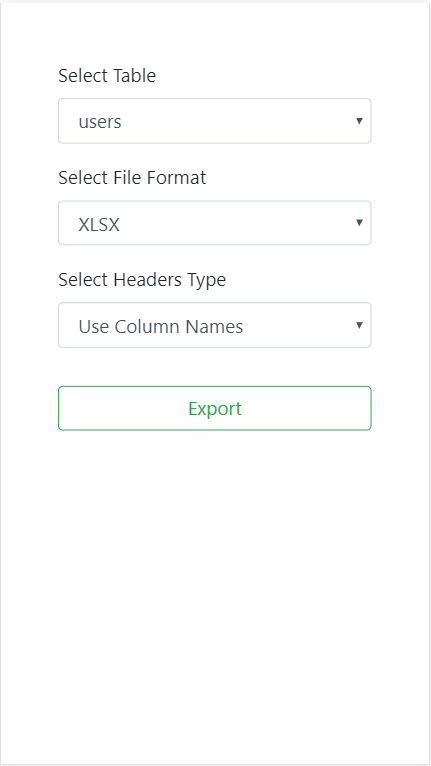 Select Table
users
Select File Format
XLSX
Select Headers Type
Use Column Names
Export